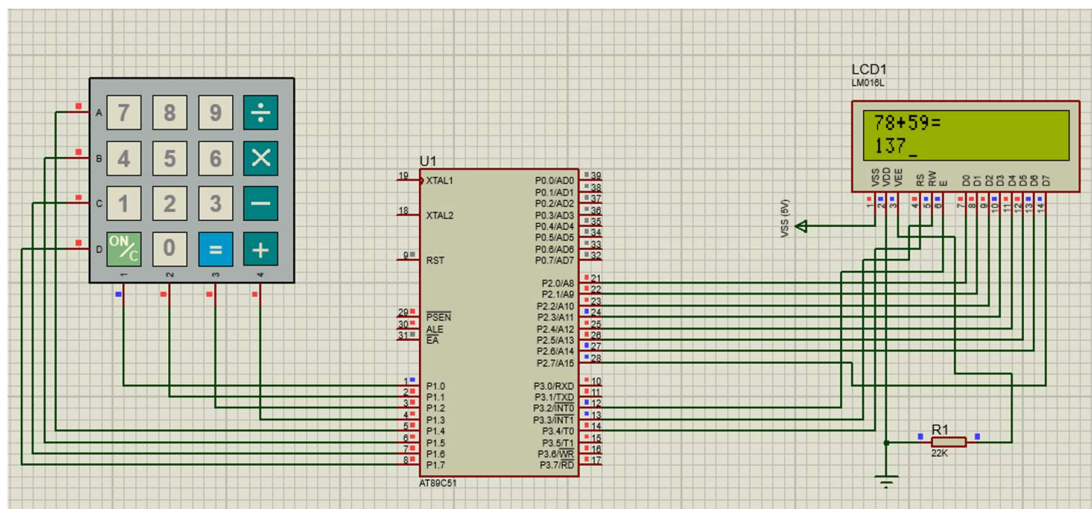 LCD1
LM016L
78+59=
137_
VSS
VDD
VEE
RS
RW
E
D0
D1
D2
D3
D4
D5
D6
D7
1
2
3
4
5
6
7
8
9
10
11
12
13
14
VSS (6V)
A
7 8 9 ÷
B
4 5 6 ×
C
1 2 3 −
D
ON/C 0 = +
1 2 3 4
U1
19 XTAL1
18 XTAL2
9 RST
29 PSEN
30 ALE
31 EA
1 P1.0
2 P1.1
3 P1.2
4 P1.3
5 P1.4
6 P1.5
7 P1.6
8 P1.7
P0.0/AD0 39
P0.1/AD1 38
P0.2/AD2 37
P0.3/AD3 36
P0.4/AD4 35
P0.5/AD5 34
P0.6/AD6 33
P0.7/AD7 32
P2.0/A8 21
P2.1/A9 22
P2.2/A10 23
P2.3/A11 24
P2.4/A12 25
P2.5/A13 26
P2.6/A14 27
P2.7/A15 28
P3.0/RXD 10
P3.1/TXD 11
P3.2/INT0 12
P3.3/INT1 13
P3.4/T0 14
P3.5/T1 15
P3.6/WR 16
P3.7/RD 17
AT89C51
R1
22K